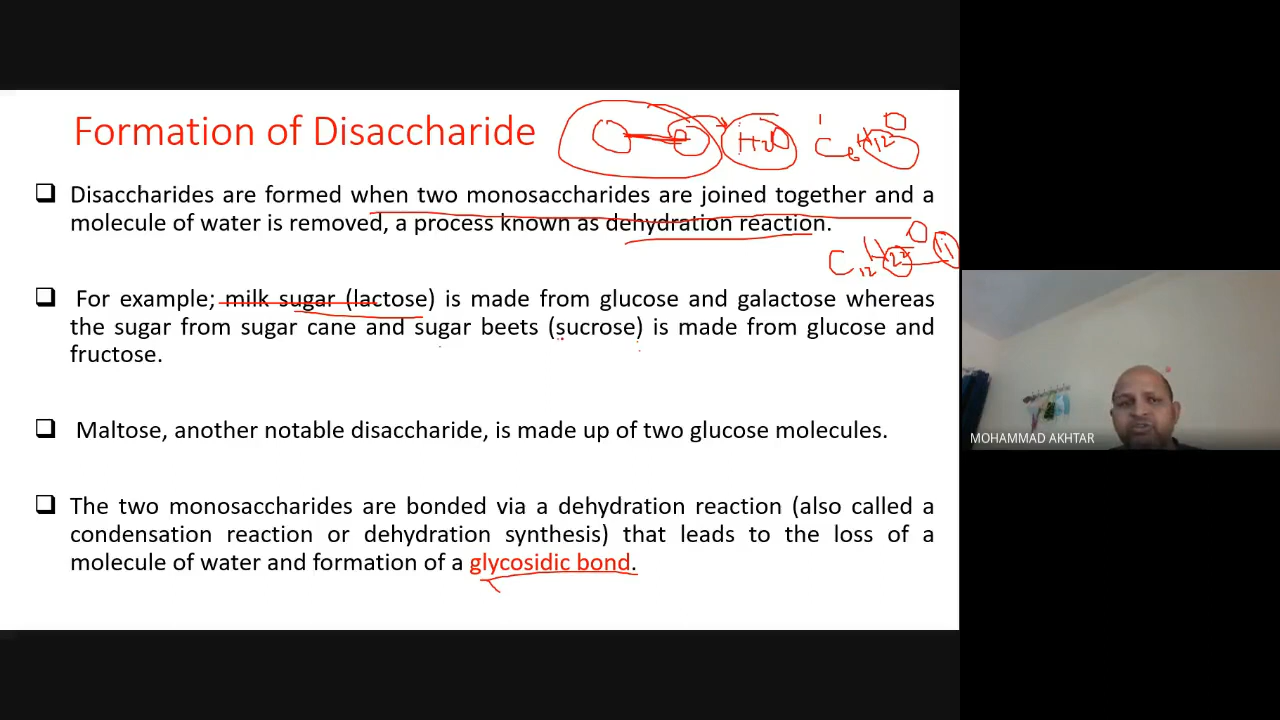 Formation of Disaccharide
H2O
C6H12O
❑ Disaccharides are formed when two monosaccharides are joined together and a
molecule of water is removed, a process known as dehydration reaction.
C12H22O11
❑ For example; milk sugar (lactose) is made from glucose and galactose whereas
the sugar from sugar cane and sugar beets (sucrose) is made from glucose and
fructose.
❑ Maltose, another notable disaccharide, is made up of two glucose molecules.
❑ The two monosaccharides are bonded via a dehydration reaction (also called a
condensation reaction or dehydration synthesis) that leads to the loss of a
molecule of water and formation of a glycosidic bond.
MOHAMMAD AKHTAR